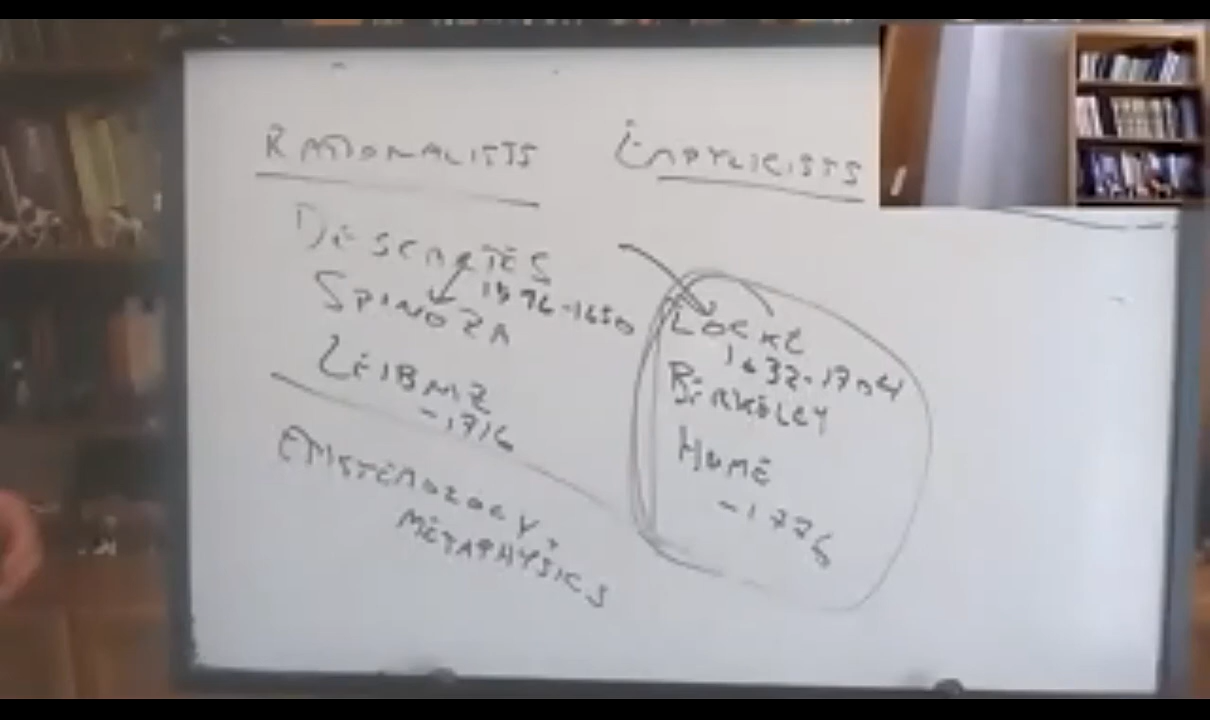 RATIONALISTS
DESCARTES
1596-1650
SPINOZA
LEIBNIZ
-1716
EPISTEMOLOGY +
METAPHYSICS
EMPIRICISTS
LOCKE
1632-1704
BERKELEY
HUME
-1776